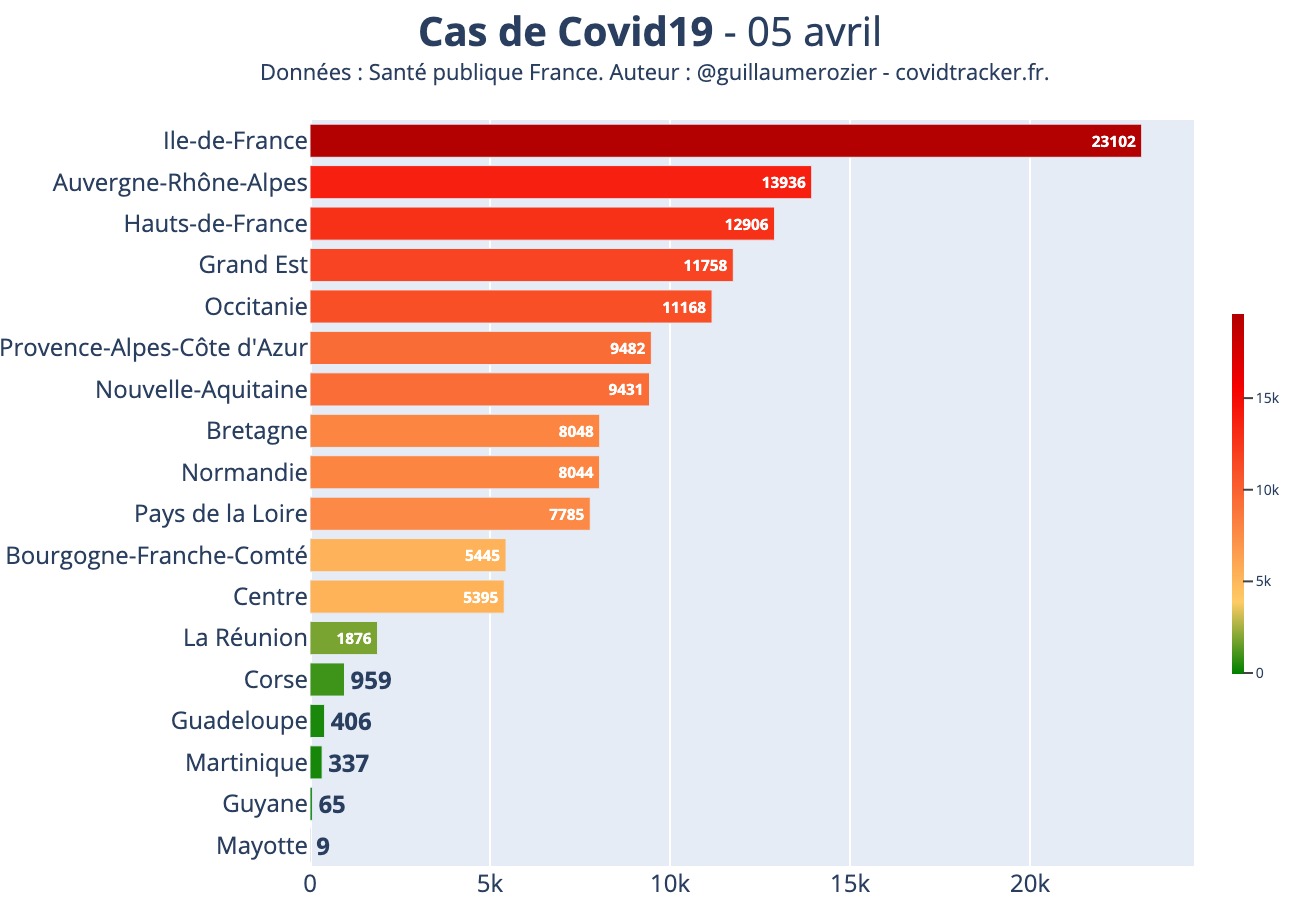 Cas de Covid19 - 05 avril
Données : Santé publique France. Auteur : @guillaumerozier - covidtracker.fr.
Ile-de-France 23102
Auvergne-Rhône-Alpes 13936
Hauts-de-France 12906
Grand Est 11758
Occitanie 11168
Provence-Alpes-Côte d'Azur 9482
Nouvelle-Aquitaine 9431
Bretagne 8048
Normandie 8044
Pays de la Loire 7785
Bourgogne-Franche-Comté 5445
Centre 5395
La Réunion 1876
Corse 959
Guadeloupe 406
Martinique 337
Guyane 65
Mayotte 9
0 5k 10k 15k 20k
15k
10k
5k
0